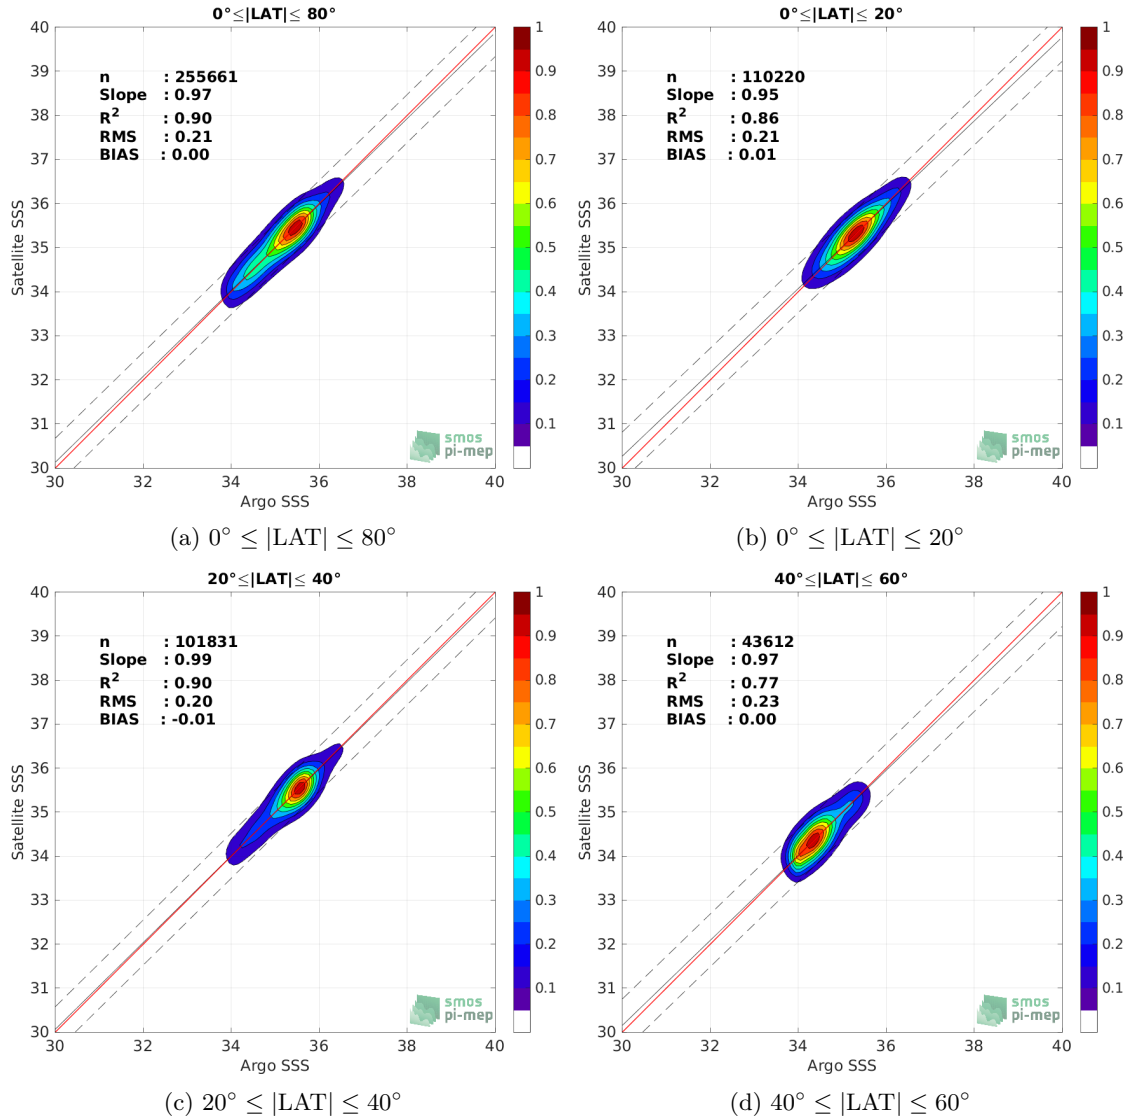 0°≤|LAT|≤ 80°
40
39
38
37
36
35
34
33
32
31
30
Satellite SSS
n : 255661
Slope : 0.97
R² : 0.90
RMS : 0.21
BIAS : 0.00
smos
pi-mep
30 32 34 36 38 40
Argo SSS
1
0.9
0.8
0.7
0.6
0.5
0.4
0.3
0.2
0.1
(a) 0° ≤ |LAT| ≤ 80°
0°≤|LAT|≤ 20°
40
39
38
37
36
35
34
33
32
31
30
Satellite SSS
n : 110220
Slope : 0.95
R² : 0.86
RMS : 0.21
BIAS : 0.01
smos
pi-mep
30 32 34 36 38 40
Argo SSS
1
0.9
0.8
0.7
0.6
0.5
0.4
0.3
0.2
0.1
(b) 0° ≤ |LAT| ≤ 20°
20°≤|LAT|≤ 40°
40
39
38
37
36
35
34
33
32
31
30
Satellite SSS
n : 101831
Slope : 0.99
R² : 0.90
RMS : 0.20
BIAS : -0.01
smos
pi-mep
30 32 34 36 38 40
Argo SSS
1
0.9
0.8
0.7
0.6
0.5
0.4
0.3
0.2
0.1
(c) 20° ≤ |LAT| ≤ 40°
40°≤|LAT|≤ 60°
40
39
38
37
36
35
34
33
32
31
30
Satellite SSS
n : 43612
Slope : 0.97
R² : 0.77
RMS : 0.23
BIAS : 0.00
smos
pi-mep
30 32 34 36 38 40
Argo SSS
1
0.9
0.8
0.7
0.6
0.5
0.4
0.3
0.2
0.1
(d) 40° ≤ |LAT| ≤ 60°